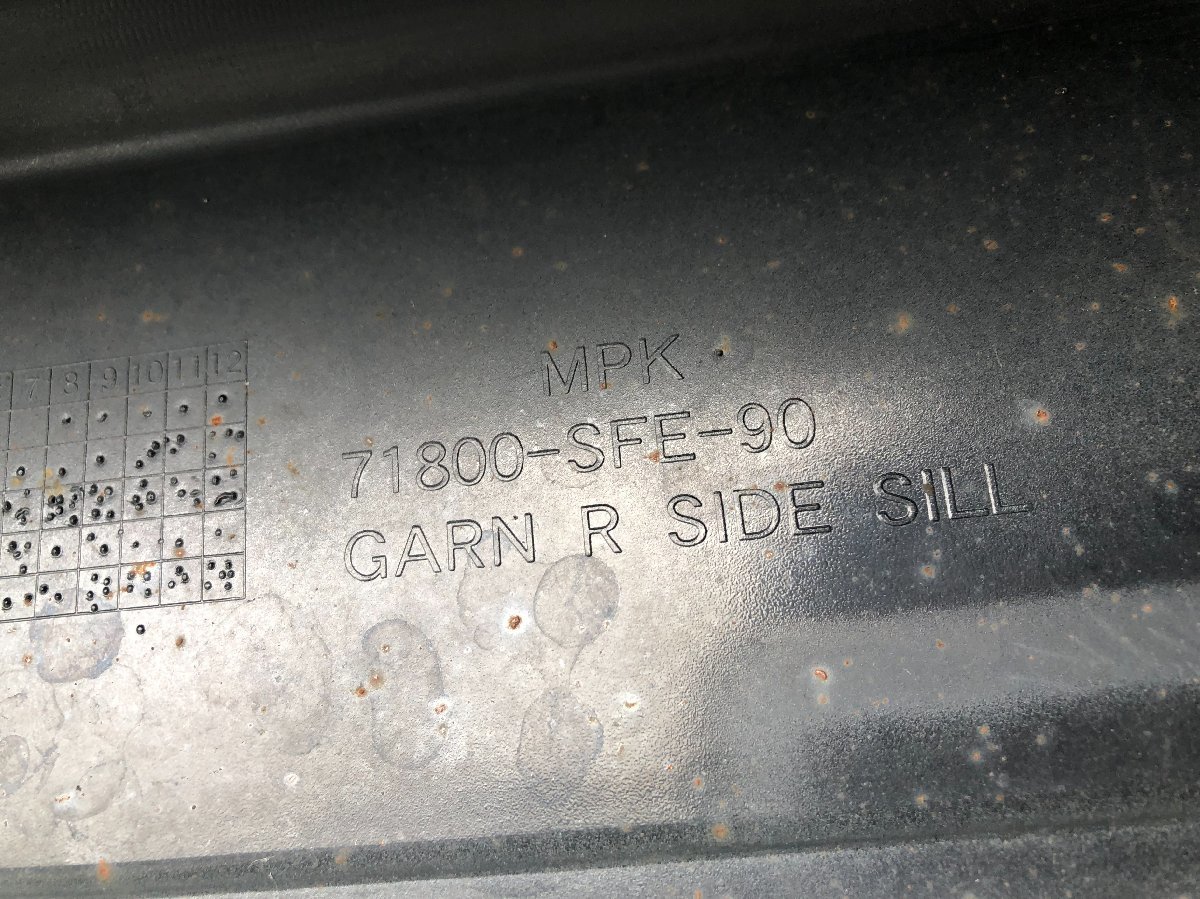 7 8 9 10 11 12
MPK
71800-SFE-90
GARN R SIDE SILL